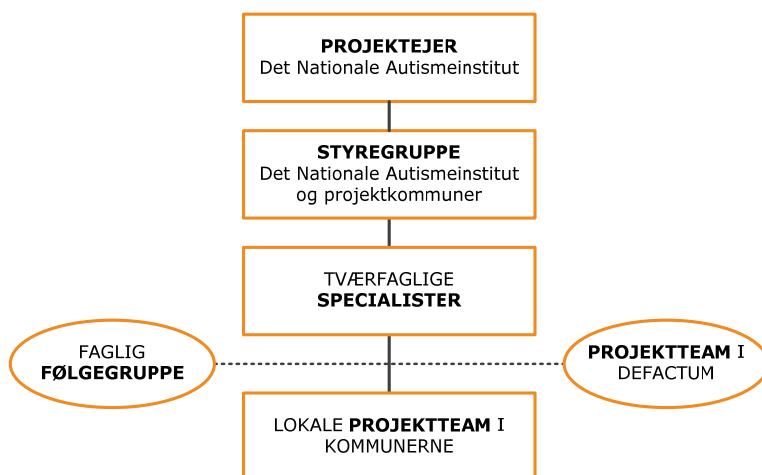 PROJEKTEJER
Det Nationale Autismeinstitut
STYREGRUPPE
Det Nationale Autismeinstitut
og projektkommuner
TVÆRFAGLIGE
SPECIALISTER
FAGLIG
FØLGEGRUPPE
PROJEKTTEAM I
DEFACTUM
LOKALE PROJEKTTEAM I
KOMMUNERNE